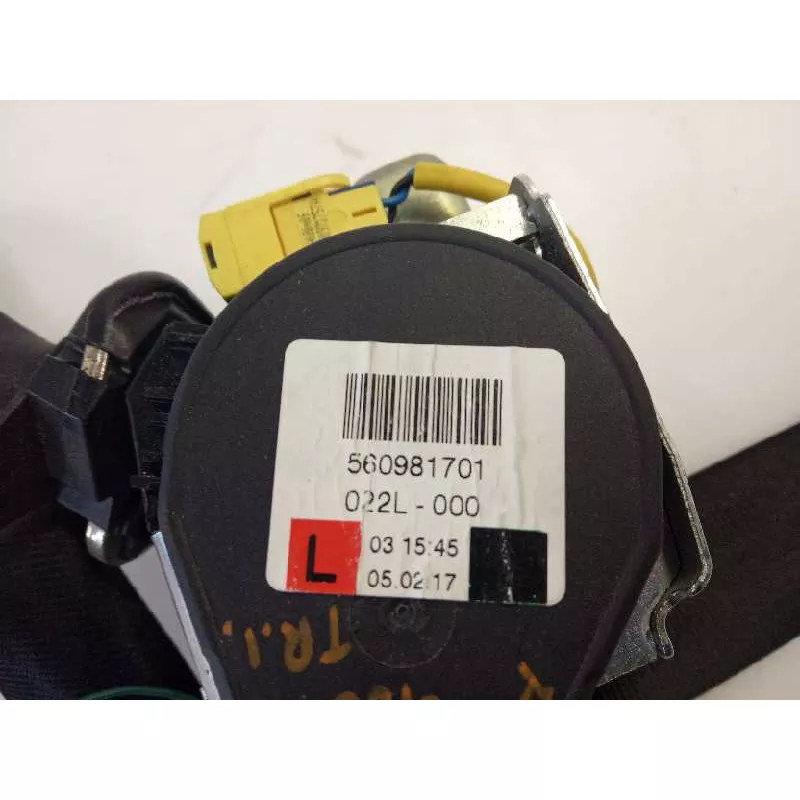 560981701
022L - 000
L 03 15:45
05.02.17
TR.I.